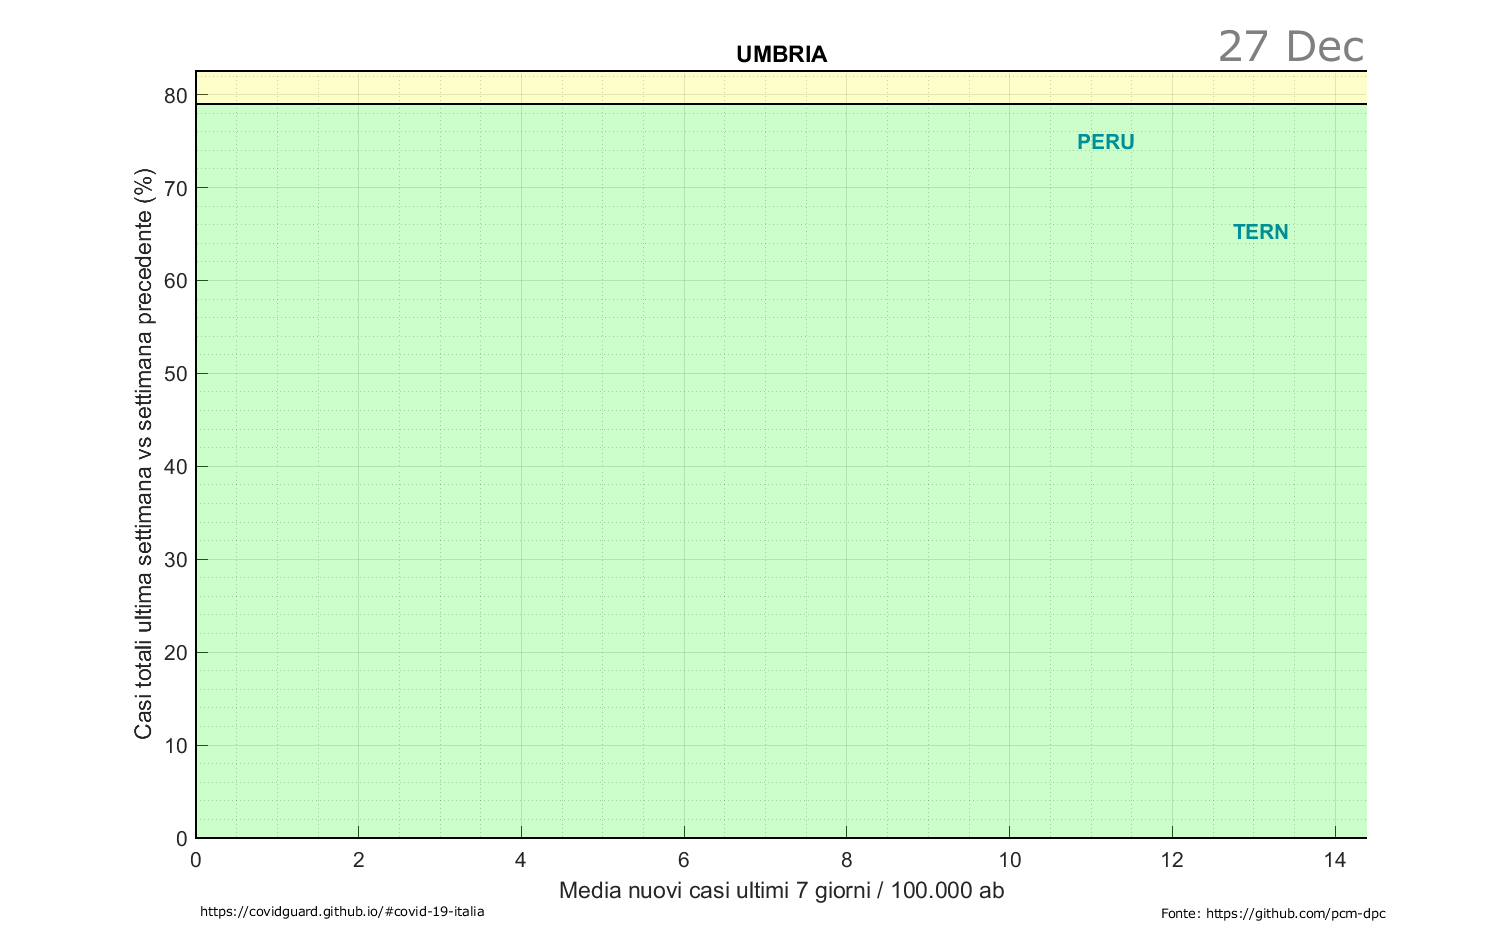 UMBRIA
27 Dec
80
70
60
50
40
30
20
10
0
Casi totali ultima settimana vs settimana precedente (%)
PERU
TERN
0 2 4 6 8 10 12 14
Media nuovi casi ultimi 7 giorni / 100.000 ab
https://covidguard.github.io/#covid-19-italia
Fonte: https://github.com/pcm-dpc